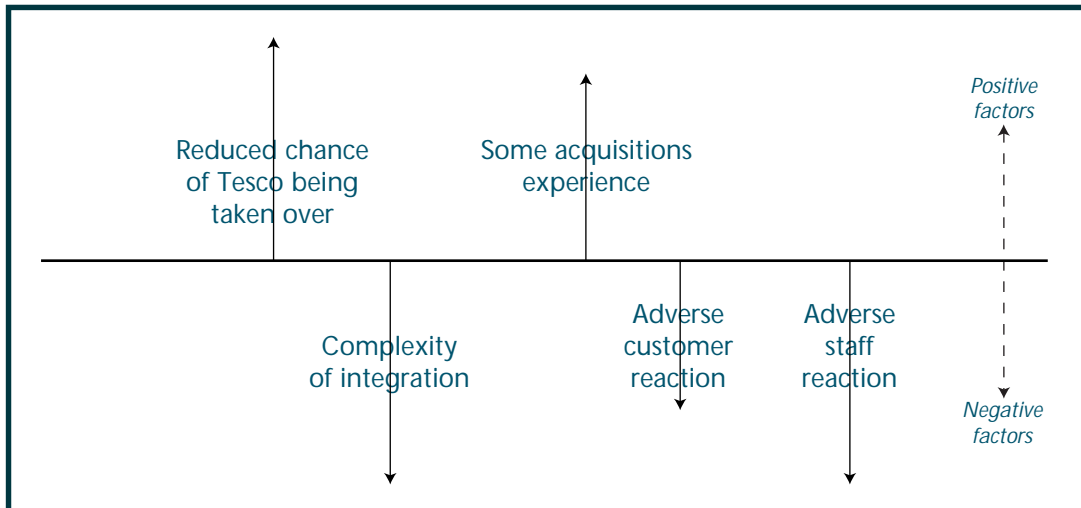 Reduced chance
of Tesco being
taken over
Some acquisitions
experience
Positive
factors
Complexity
of integration
Adverse
customer
reaction
Adverse
staff
reaction
Negative
factors